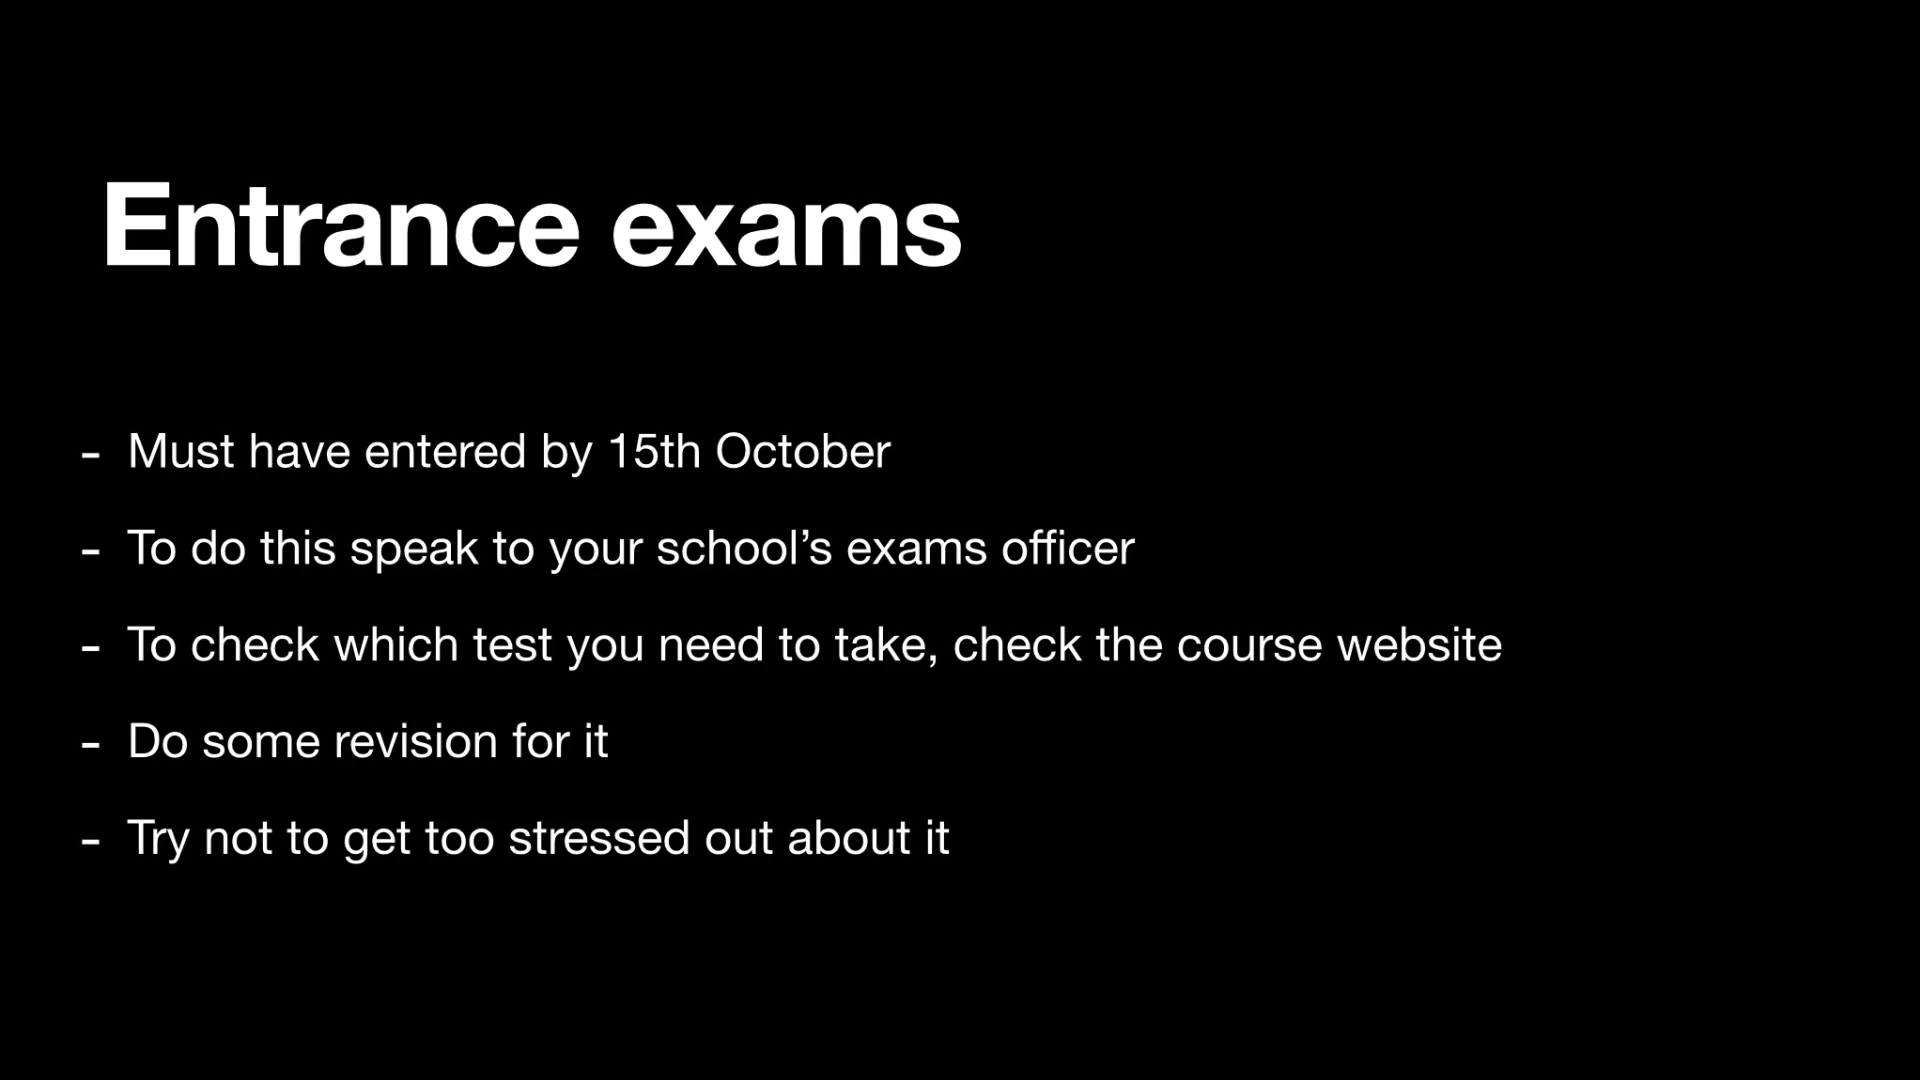 Entrance exams
- Must have entered by 15th October
- To do this speak to your school’s exams officer
- To check which test you need to take, check the course website
- Do some revision for it
- Try not to get too stressed out about it